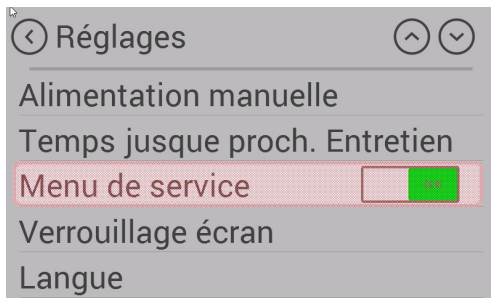 Réglages
Alimentation manuelle
Temps jusque proch. Entretien
Menu de service
Verrouillage écran
Langue